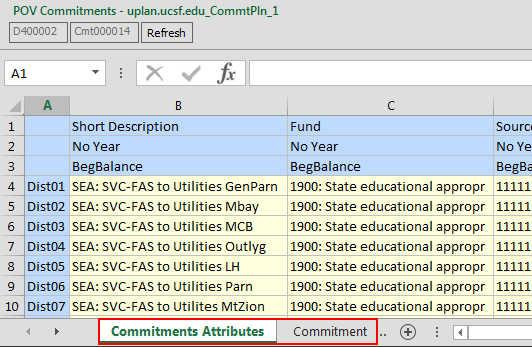 POV Commitments - uplan.ucsf.edu_CommtPln_1
D400002 Cmt000014 Refresh
A1 fx
A B C
1 Short Description Fund Source
2 No Year No Year No Ye
3 BegBalance BegBalance BegBa
4 Dist01 SEA: SVC-FAS to Utilities GenParn 1900: State educational appropr 11111
5 Dist02 SEA: SVC-FAS to Utilities Mbay 1900: State educational appropr 11111
6 Dist03 SEA: SVC-FAS to Utilities MCB 1900: State educational appropr 11111
7 Dist04 SEA: SVC-FAS to Utilities Outlyg 1900: State educational appropr 11111
8 Dist05 SEA: SVC-FAS to Utilities LH 1900: State educational appropr 11111
9 Dist06 SEA: SVC-FAS to Utilities Parn 1900: State educational appropr 11111
10 Dist07 SEA: SVC-FAS to Utilites MtZion 1900: State educational appropr 11111
Commitments Attributes Commitment ..